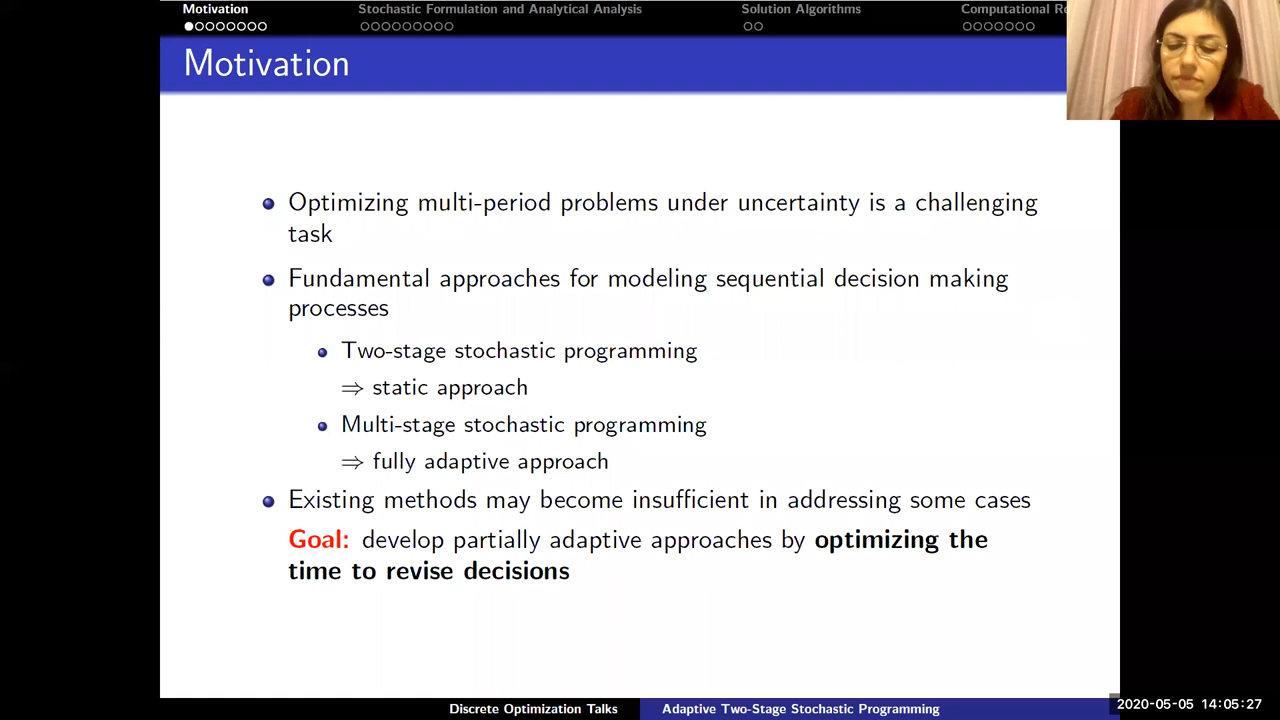 Motivation
Stochastic Formulation and Analytical Analysis
Solution Algorithms
Computational
Motivation
Optimizing multi-period problems under uncertainty is a challenging
task
Fundamental approaches for modeling sequential decision making
processes
Two-stage stochastic programming
⇒ static approach
Multi-stage stochastic programming
⇒ fully adaptive approach
Existing methods may become insufficient in addressing some cases
Goal: develop partially adaptive approaches by optimizing the
time to revise decisions
Discrete Optimization Talks
Adaptive Two-Stage Stochastic Programming
2020-05-05 14:05:27